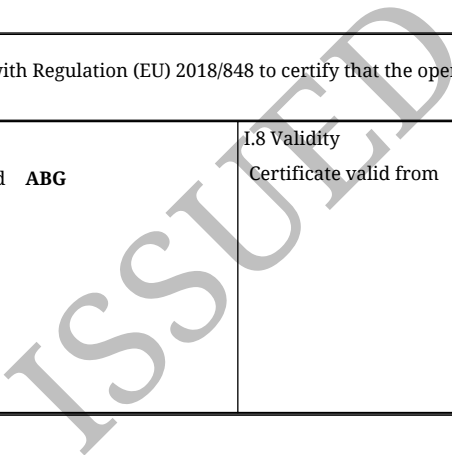 with Regulation (EU) 2018/848 to certify that the oper
I.8 Validity
Certificate valid from
d ABG
ISSUED